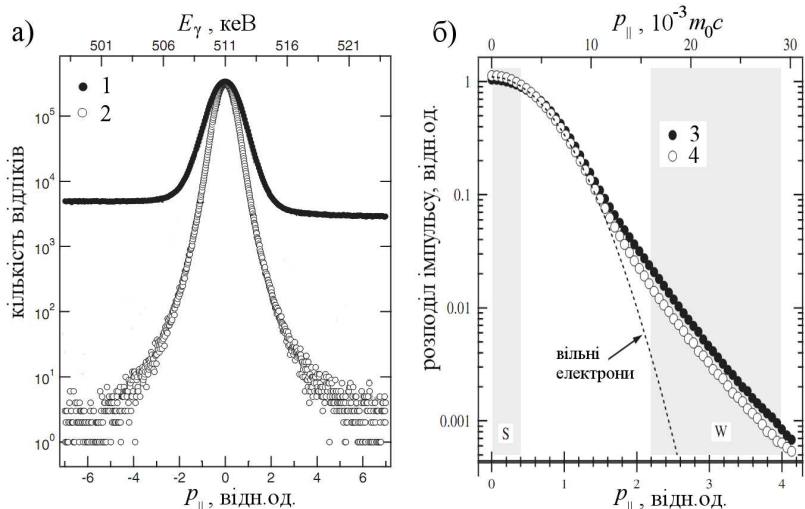 а)
E_γ , кеВ
501 506 511 516 521
1
2
кількість відліків
10^5
10^4
10^3
10^2
10^1
10^0
-6 -4 -2 0 2 4 6
p_||, відн.од.
б)
p_|| , 10^-3 m_0c
0 10 20 30
3
4
розподіл імпульсу, відн.од.
1
0.1
0.01
0.001
вільні
електрони
S
W
0 1 2 3 4
p_||, відн.од.